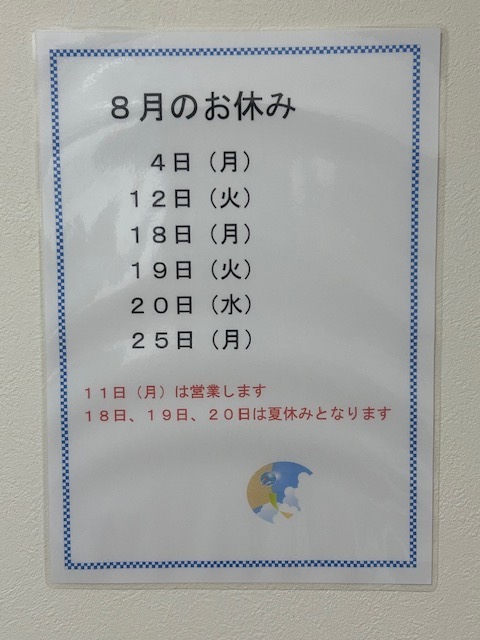 ８月のお休み
４日（月）
１２日（火）
１８日（月）
１９日（火）
２０日（水）
２５日（月）
１１日（月）は営業します
１８日、１９日、２０日は夏休みとなります